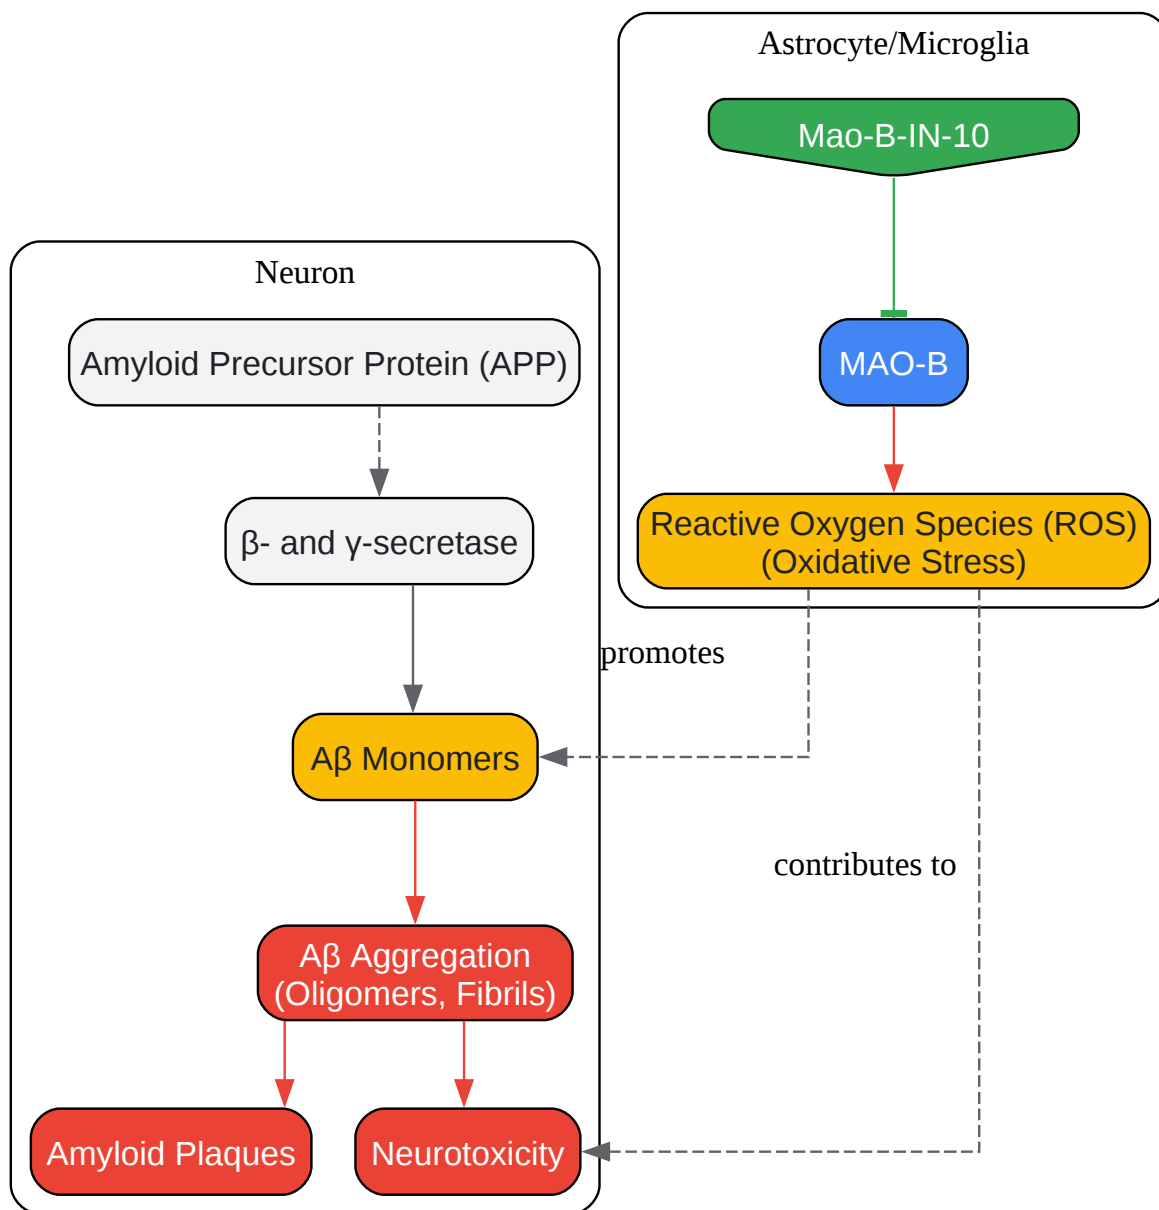 Astrocyte/Microglia
Mao-B-IN-10
MAO-B
Reactive Oxygen Species (ROS)
(Oxidative Stress)
Neuron
Amyloid Precursor Protein (APP)
β- and γ-secretase
promotes
Aβ Monomers
contributes to
Aβ Aggregation
(Oligomers, Fibrils)
Amyloid Plaques
Neurotoxicity